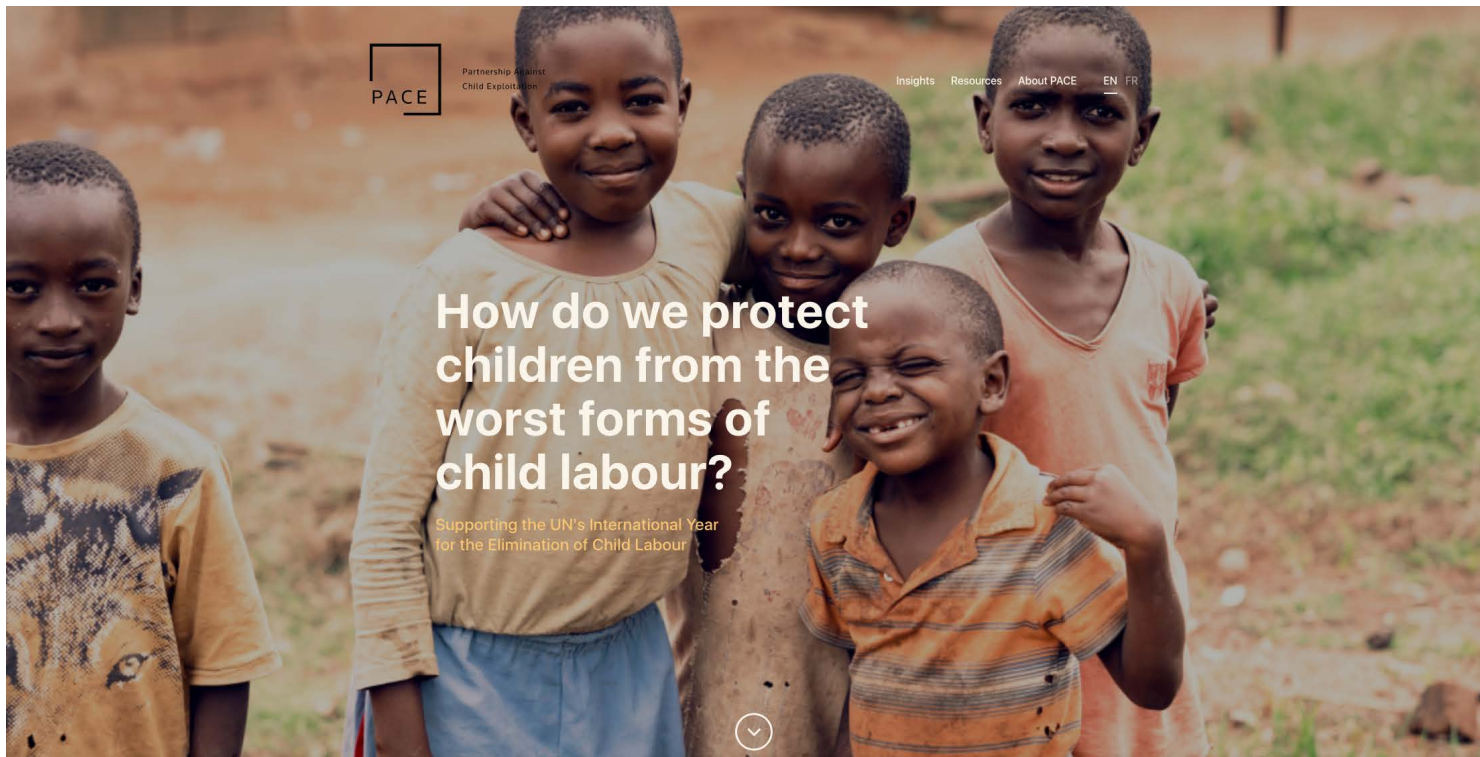 PACE
Partnership Against
Child Exploitation
Insights Resources About PACE EN FR
How do we protect
children from the
worst forms of
child labour?
Supporting the UN's International Year
for the Elimination of Child Labour